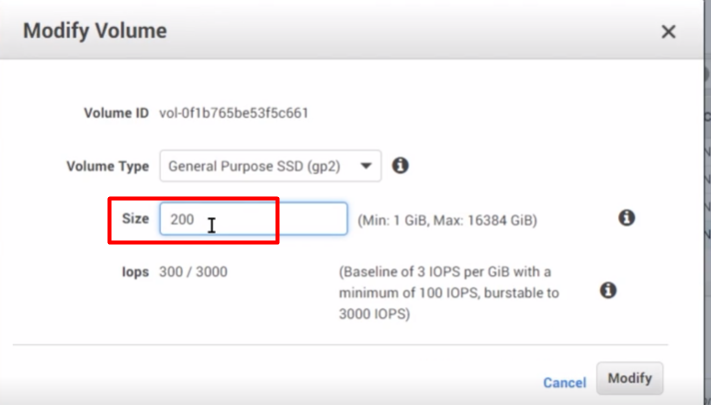 Modify Volume
Volume ID vol-0f1b765be53f5c661
Volume Type General Purpose SSD (gp2)
Size 200 (Min: 1 GiB, Max: 16384 GiB)
Iops 300 / 3000 (Baseline of 3 IOPS per GiB with a
minimum of 100 IOPS, burstable to
3000 IOPS)
Cancel Modify